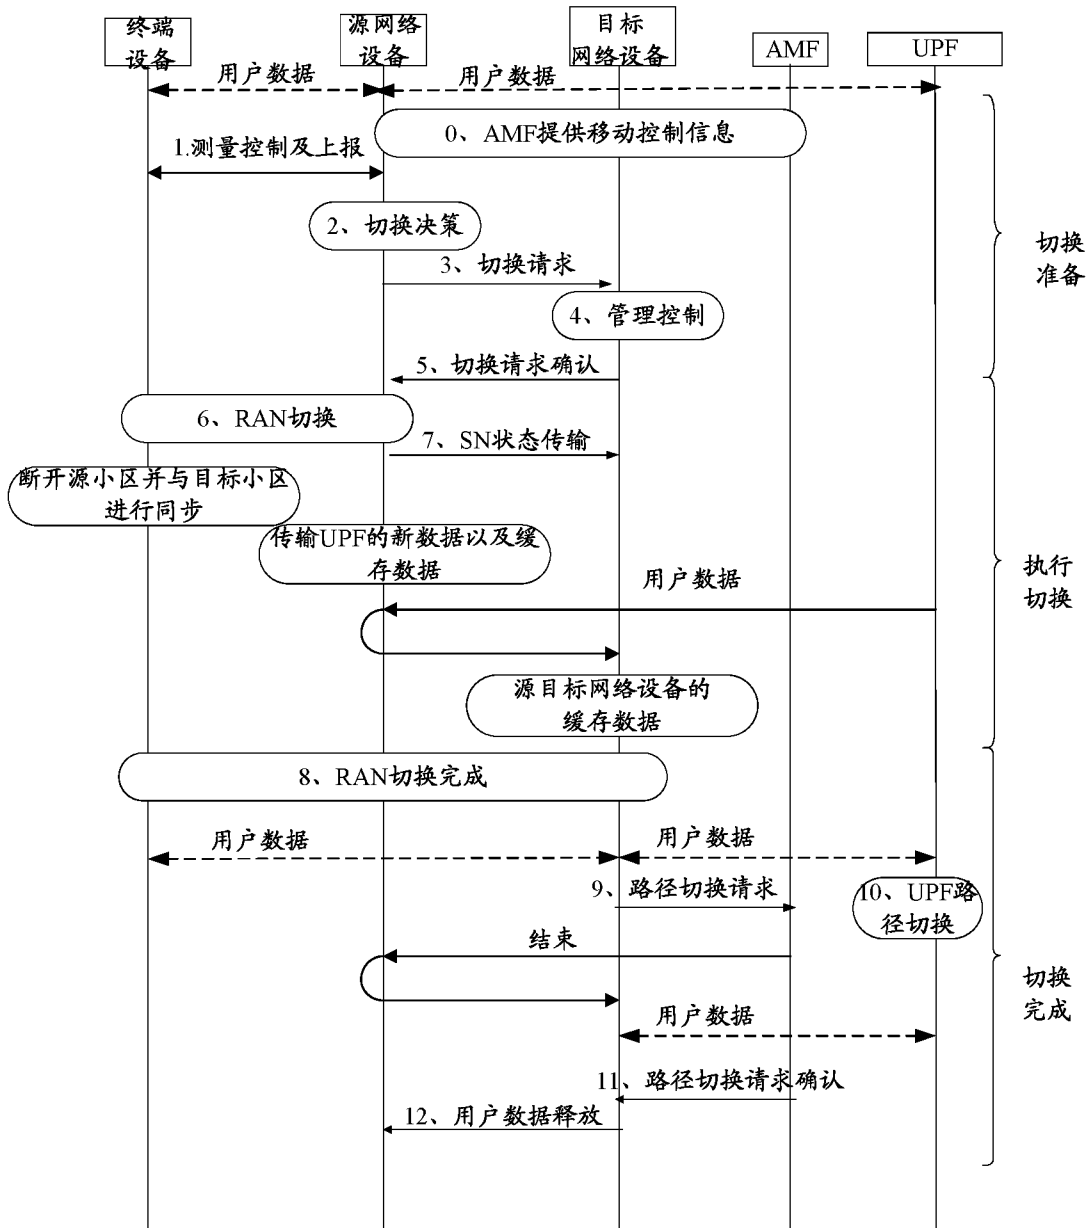 终端
设备
源网络
设备
目标
网络设备
AMF
UPF
用户数据
用户数据
0、AMF提供移动控制信息
1.测量控制及上报
2、切换决策
3、切换请求
4、管理控制
切换
准备
5、切换请求确认
6、RAN切换
7、SN状态传输
断开源小区并与目标小区
进行同步
传输UPF的新数据以及缓
存数据
用户数据
执行
切换
源目标网络设备的
缓存数据
8、RAN切换完成
用户数据
用户数据
9、路径切换请求
10、UPF路
径切换
结束
切换
完成
用户数据
11、路径切换请求确认
12、用户数据释放